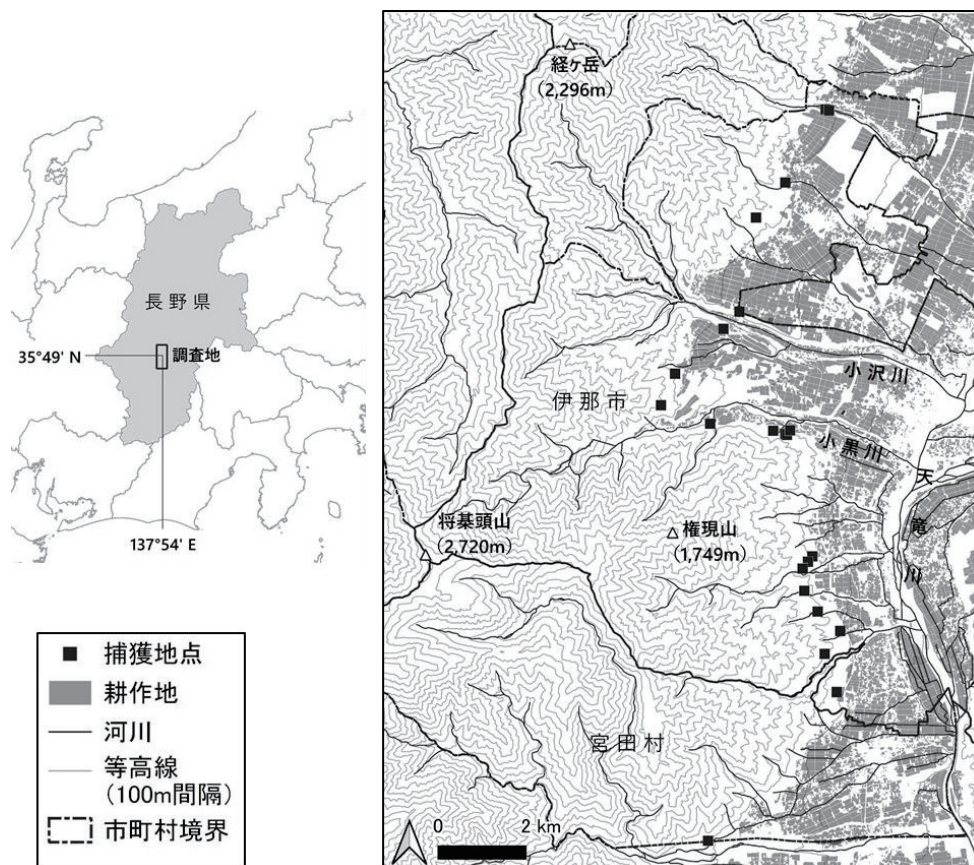 長野県
35°49' N
調査地
137°54' E
捕獲地点
耕作地
河川
等高線
(100m間隔)
市町村境界
経ヶ岳
(2,296m)
小沢川
伊那市
小黒川
天竜川
将基頭山
(2,720m)
権現山
(1,749m)
宮田村
0 2 km